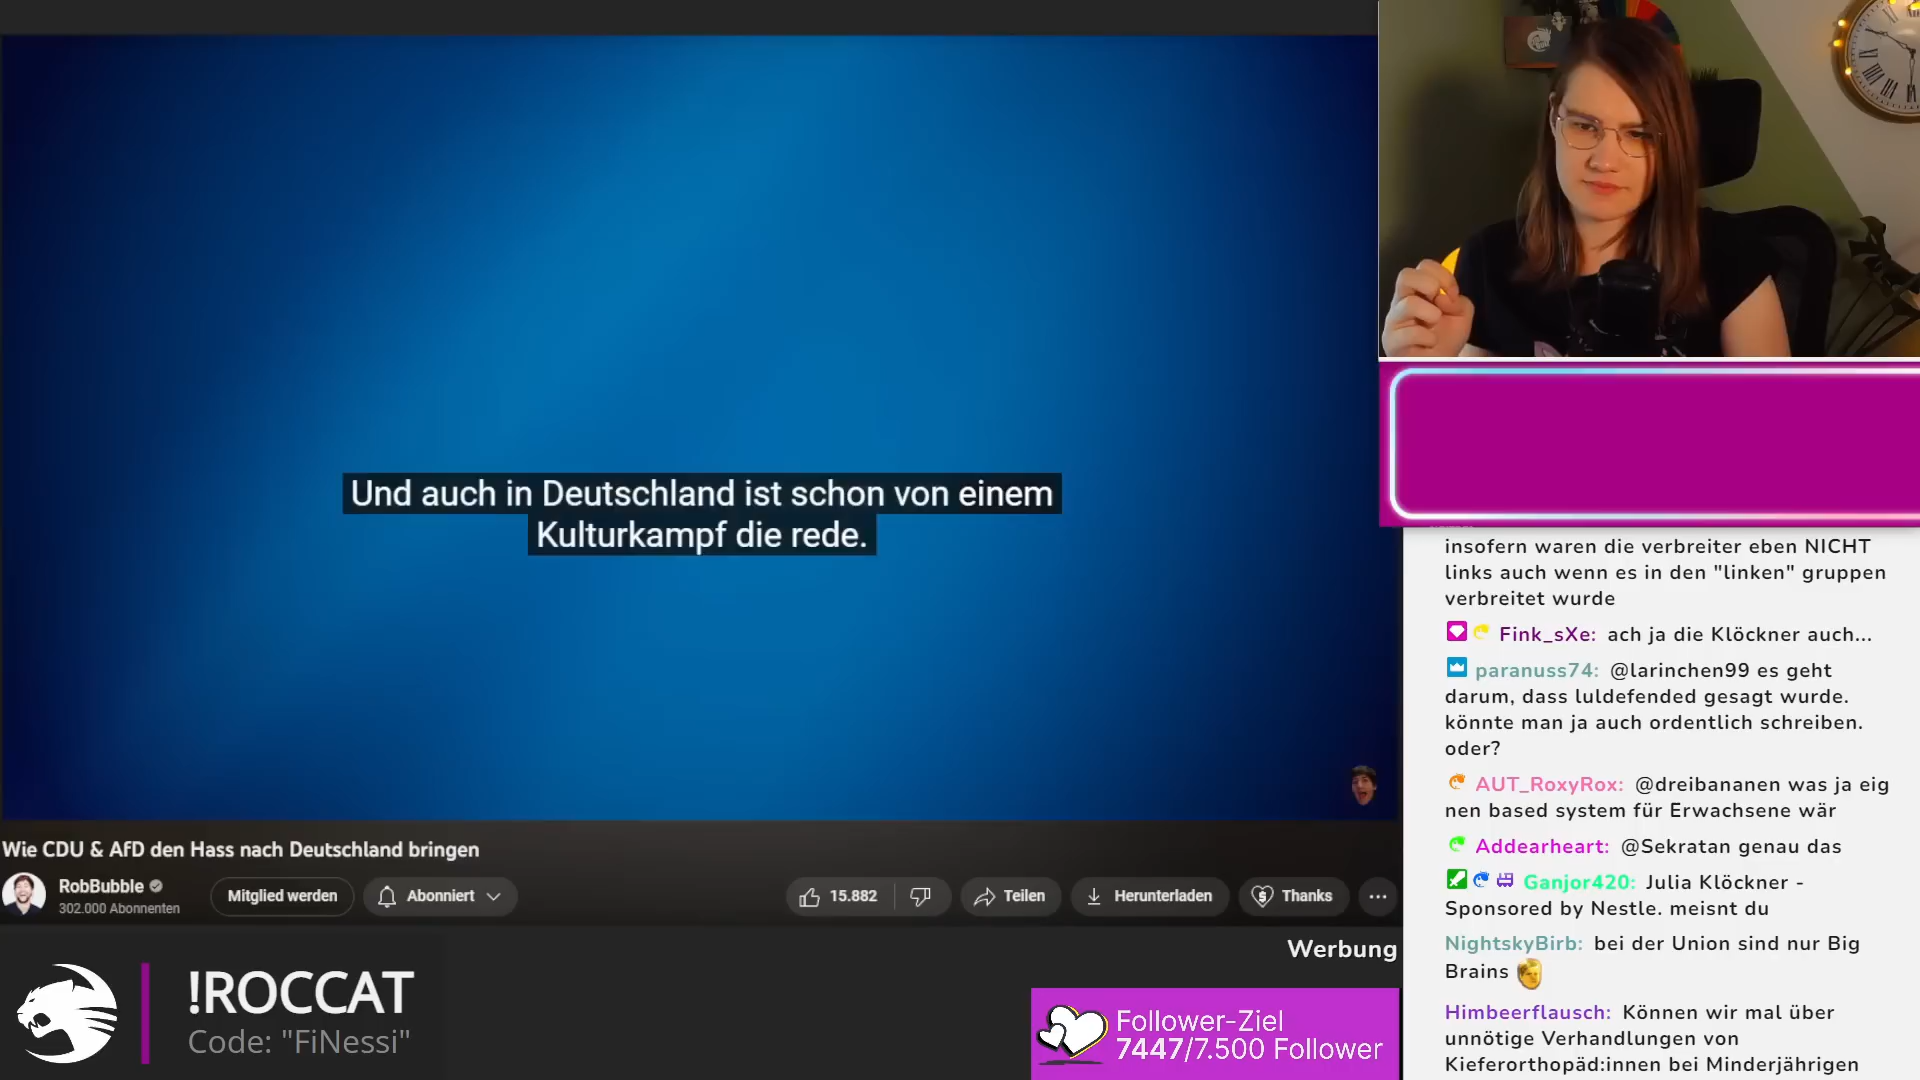 Und auch in Deutschland ist schon von einem
Kulturkampf die rede.
Wie CDU & AfD den Hass nach Deutschland bringen
RobBubble
302.000 Abonnenten
Mitglied werden
Abonniert
15.882
Teilen
Herunterladen
Thanks
Werbung
!ROCCAT
Code: "FiNessi"
Follower-Ziel
7447/7.500 Follower
insofern waren die verbreiter eben NICHT
links auch wenn es in den "linken" gruppen
verbreitet wurde
Fink_sXe: ach ja die Klöckner auch...
paranuss74: @larinchen99 es geht
darum, dass luldefended gesagt wurde.
könnte man ja auch ordentlich schreiben.
oder?
AUT_RoxyRox: @dreibananen was ja eig
nen based system für Erwachsene wär
Addearheart: @Sekratan genau das
Ganjor420: Julia Klöckner -
Sponsored by Nestle. meisnt du
NightskyBirb: bei der Union sind nur Big
Brains
Himbeerflausch: Können wir mal über
unnötige Verhandlungen von
Kieferorthopäd:innen bei Minderjährigen